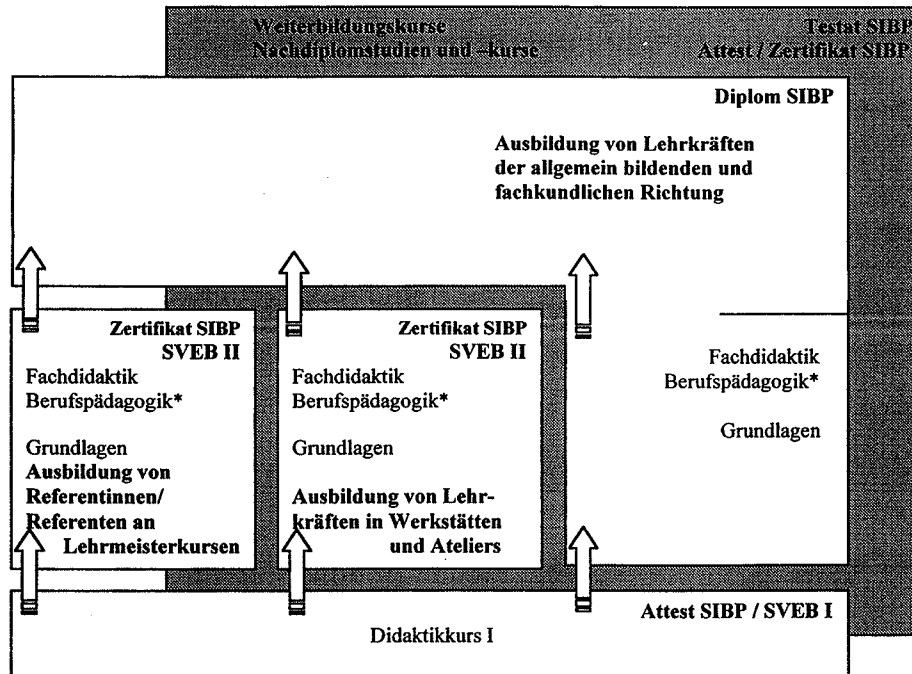 Weiterbildungskurse
Nachdiplomstudien und –kurse
Testat SIBP
Attest / Zertifikat SIBP
Diplom SIBP
Ausbildung von Lehrkräften
der allgemein bildenden und
fachkundlichen Richtung
Zertifikat SIBP
SVEB II
Fachdidaktik
Berufspädagogik*
Grundlagen
Ausbildung von
Referentinnen/
Referenten an
Lehrmeisterkursen
Zertifikat SIBP
SVEB II
Fachdidaktik
Berufspädagogik*
Grundlagen
Ausbildung von Lehr-
kräften in Werkstätten
und Ateliers
Fachdidaktik
Berufspädagogik*
Grundlagen
Attest SIBP / SVEB I
Didaktikkurs I